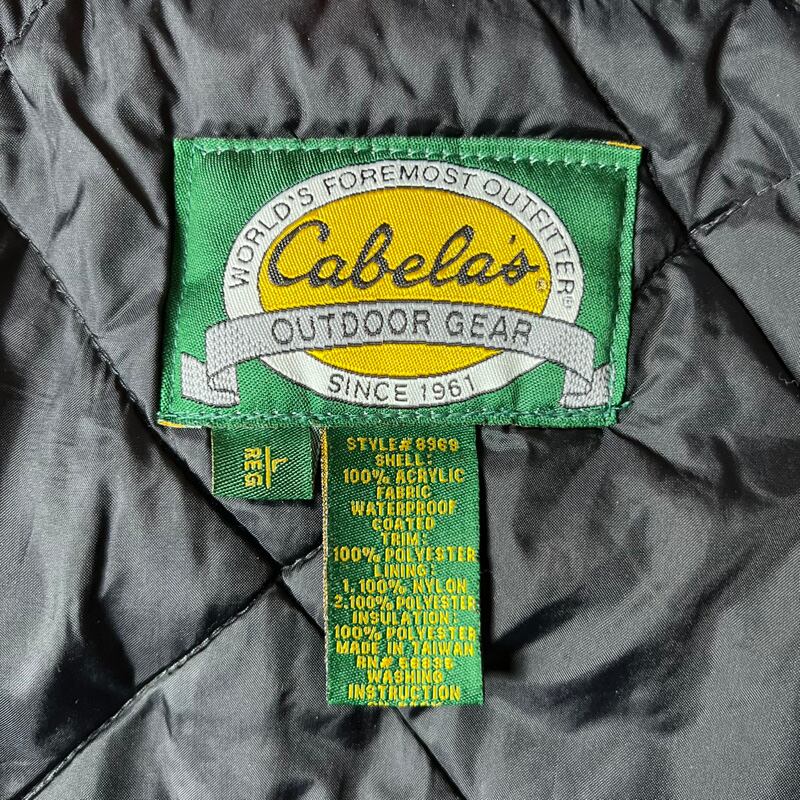 WORLD'S FOREMOST OUTFITTER®
Cabela's®
OUTDOOR GEAR
SINCE 1961
L
REG
STYLE# 8969
SHELL:
100% ACRYLIC
FABRIC
WATERPROOF
COATED
TRIM:
100% POLYESTER
LINING:
1.100% NYLON
2.100% POLYESTER
INSULATION:
100% POLYESTER
MADE IN TAIWAN
RN# 56835
WASHING
INSTRUCTION